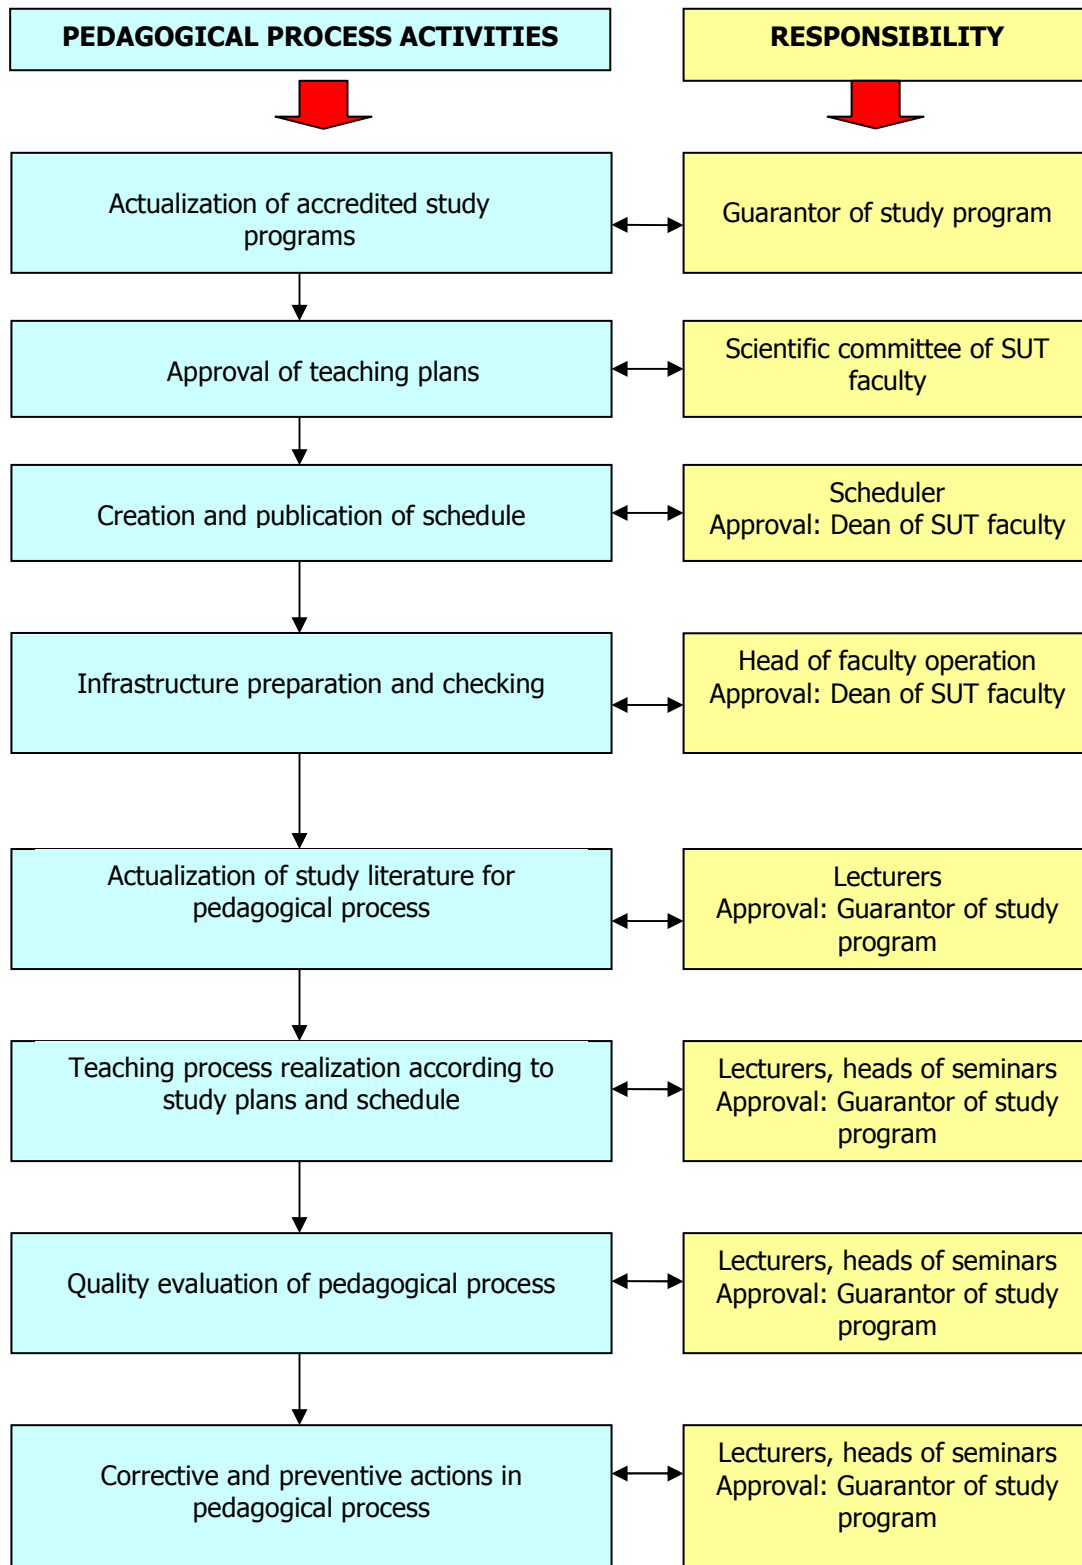 PEDAGOGICAL PROCESS ACTIVITIES
RESPONSIBILITY
Actualization of accredited study
programs
Guarantor of study program
Approval of teaching plans
Scientific committee of SUT
faculty
Creation and publication of schedule
Scheduler
Approval: Dean of SUT faculty
Infrastructure preparation and checking
Head of faculty operation
Approval: Dean of SUT faculty
Actualization of study literature for
pedagogical process
Lecturers
Approval: Guarantor of study
program
Teaching process realization according to
study plans and schedule
Lecturers, heads of seminars
Approval: Guarantor of study
program
Quality evaluation of pedagogical process
Lecturers, heads of seminars
Approval: Guarantor of study
program
Corrective and preventive actions in
pedagogical process
Lecturers, heads of seminars
Approval: Guarantor of study
program